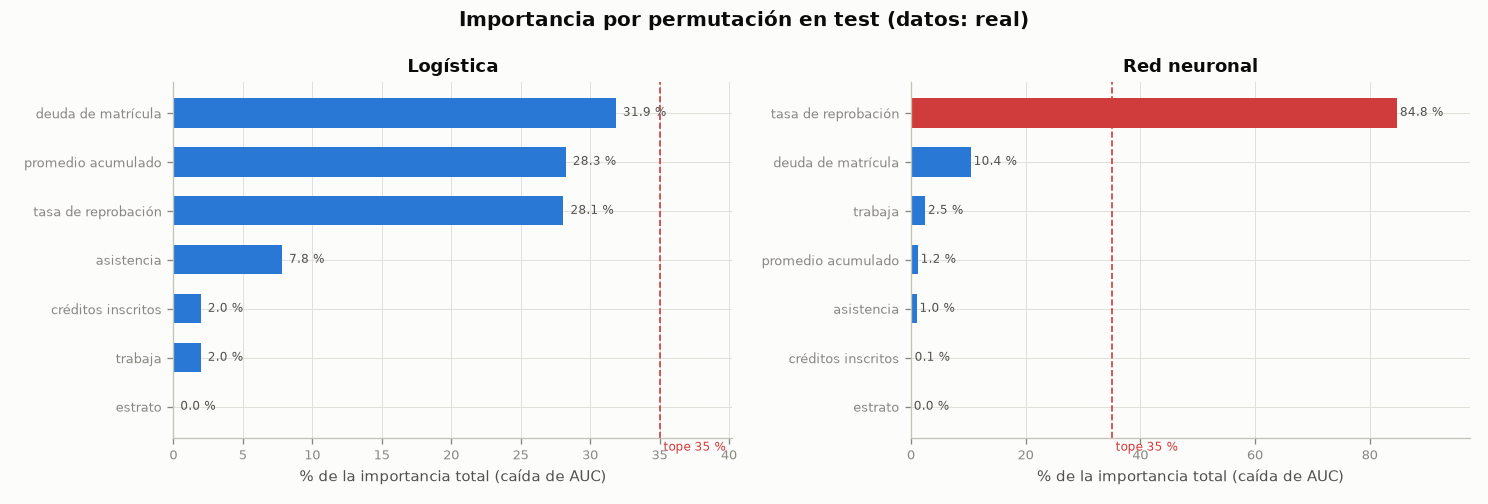 Importancia por permutación en test (datos: real)
Logística
deuda de matrícula 31.9 %
promedio acumulado 28.3 %
tasa de reprobación 28.1 %
asistencia 7.8 %
créditos inscritos 2.0 %
trabaja 2.0 %
estrato 0.0 %
tope 35 %
0 5 10 15 20 25 30 35 40
% de la importancia total (caída de AUC)
Red neuronal
tasa de reprobación 84.8 %
deuda de matrícula 10.4 %
trabaja 2.5 %
promedio acumulado 1.2 %
asistencia 1.0 %
créditos inscritos 0.1 %
estrato 0.0 %
tope 35 %
0 20 40 60 80
% de la importancia total (caída de AUC)